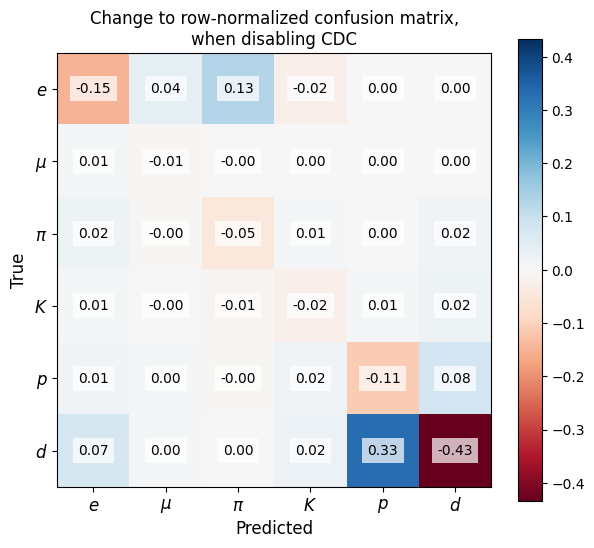 Change to row-normalized confusion matrix,
when disabling CDC
e -0.15 0.04 0.13 -0.02 0.00 0.00
μ 0.01 -0.01 -0.00 0.00 0.00 0.00
π 0.02 -0.00 -0.05 0.01 0.00 0.02
K 0.01 -0.00 -0.01 -0.02 0.01 0.02
p 0.01 0.00 -0.00 0.02 -0.11 0.08
d 0.07 0.00 0.00 0.02 0.33 -0.43
e μ π K p d
Predicted
True
0.4
0.3
0.2
0.1
0.0
−0.1
−0.2
−0.3
−0.4